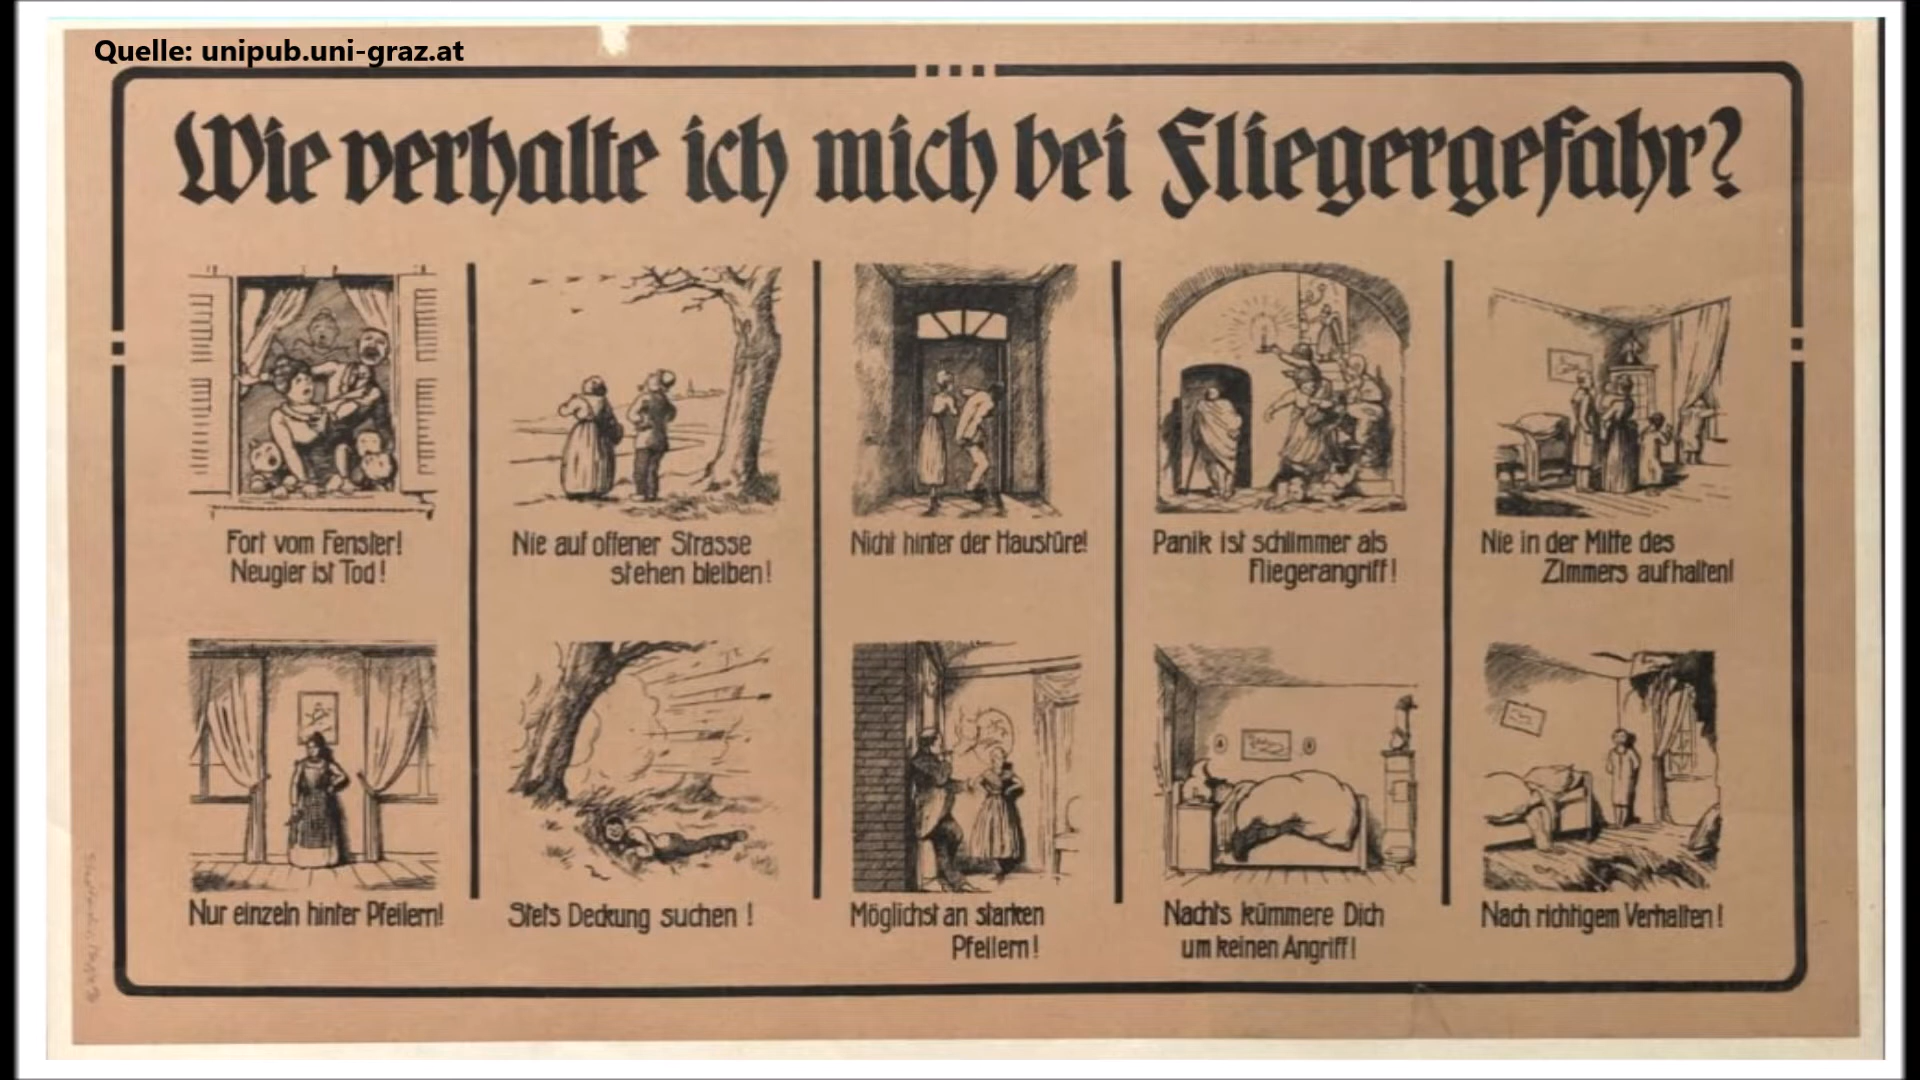 Quelle: unipub.uni-graz.at
Wie verhalte ich mich bei Fliegergefahr?
Fort vom Fenster!
Neugier ist Tod!
Nie auf offener Strasse
stehen bleiben!
Nicht hinter der Haustüre!
Panik ist schlimmer als
Fliegerangriff!
Nie in der Mitte des
Zimmers aufhalten!
Nur einzeln hinter Pfeilern!
Stets Deckung suchen!
Möglichst an starken
Pfeilern!
Nachts kümmere Dich
um keinen Angriff!
Nach richtigem Verhalten!